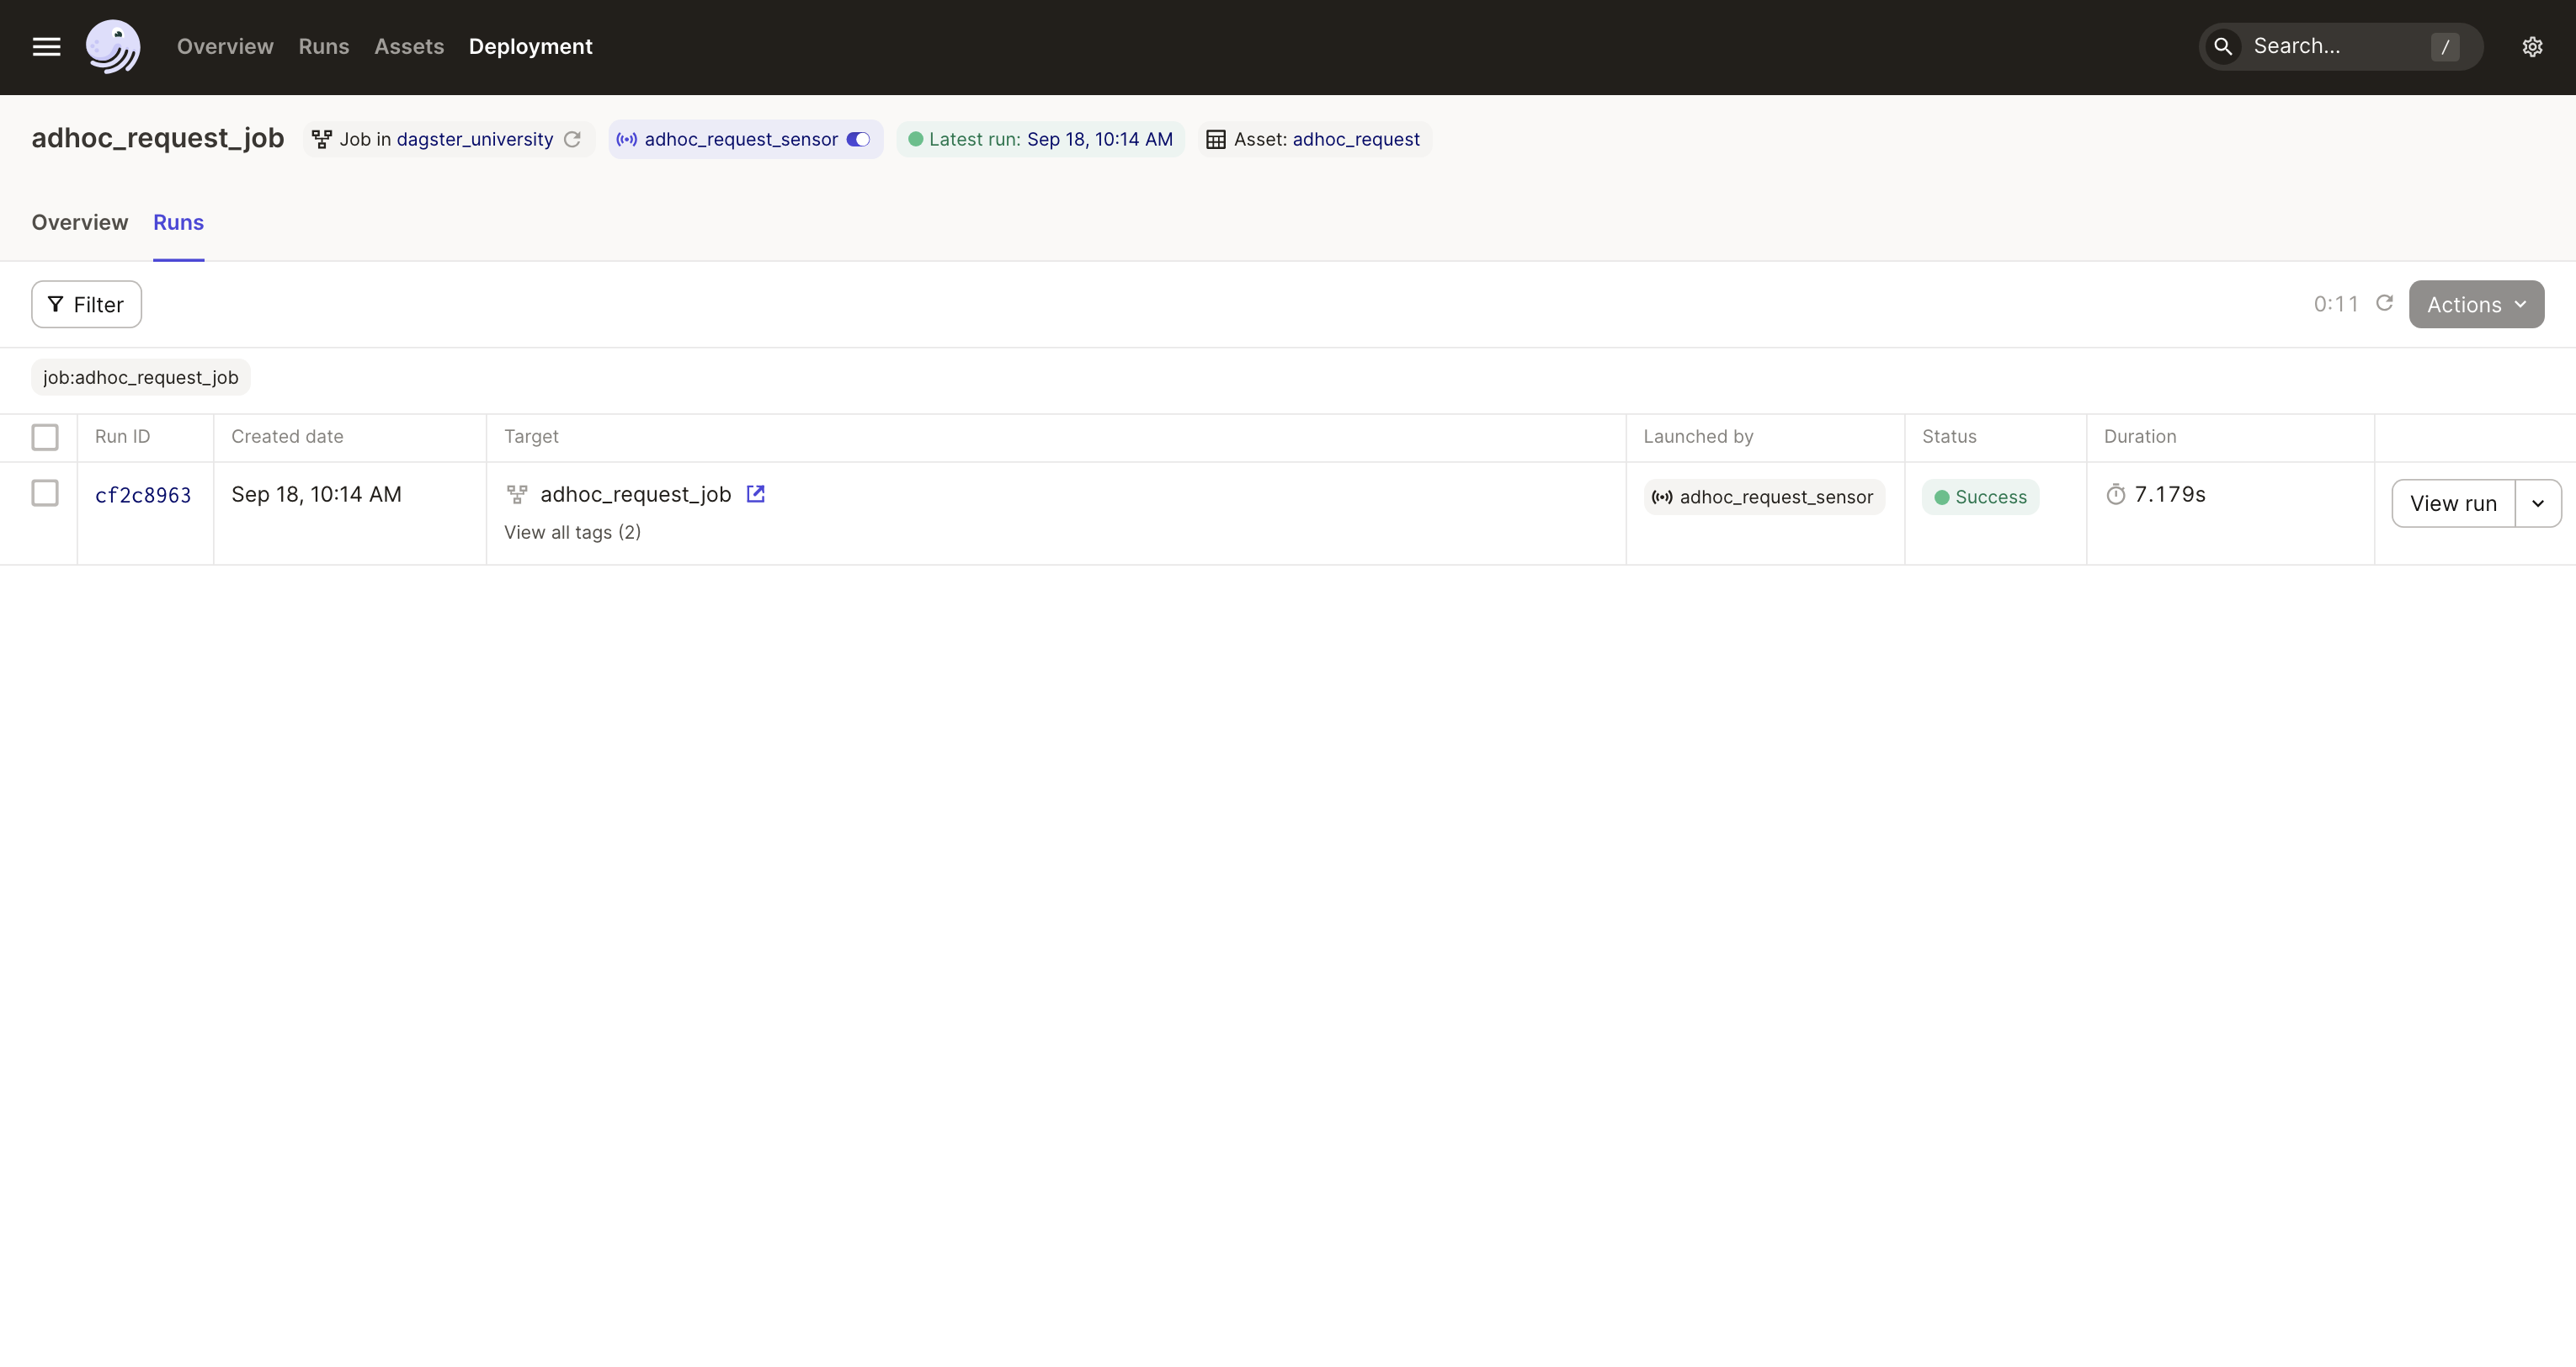 Overview Runs Assets Deployment Search... /
adhoc_request_job Job in dagster_university adhoc_request_sensor Latest run: Sep 18, 10:14 AM Asset: adhoc_request
Overview Runs
Filter 0:11 Actions
job:adhoc_request_job
Run ID Created date Target Launched by Status Duration
cf2c8963 Sep 18, 10:14 AM adhoc_request_job adhoc_request_sensor Success 7.179s View run
View all tags (2)